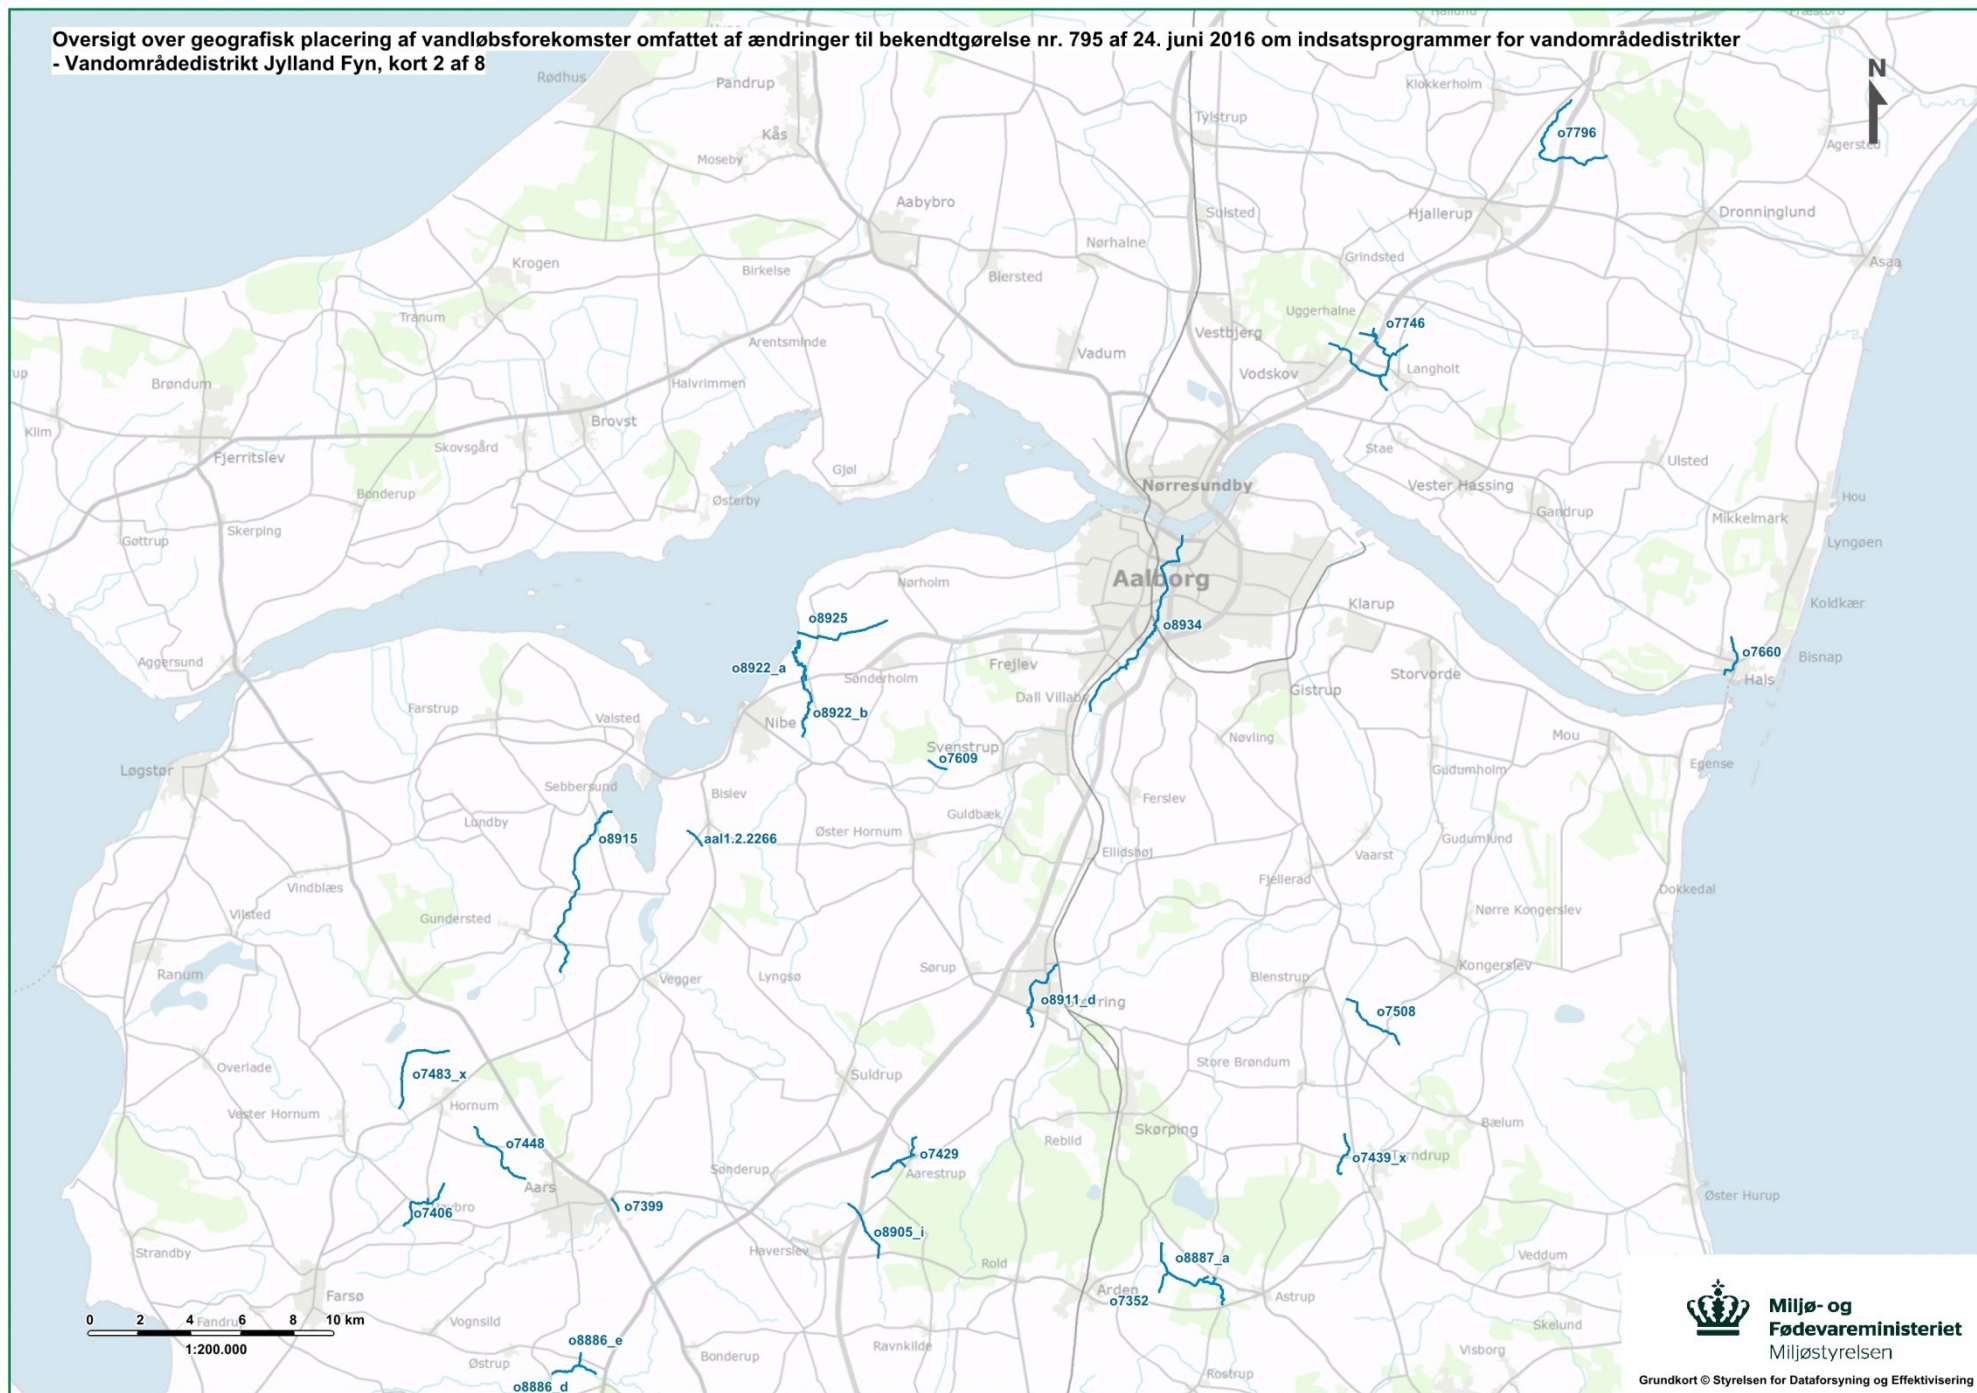 Oversigt over geografisk placering af vandløbsforekomster omfattet af ændringer til bekendtgørelse nr. 795 af 24. juni 2016 om indsatsprogrammer for vandområdedistrikter
- Vandområdedistrikt Jylland Fyn, kort 2 af 8
Rødhus
Pandrup
Klokkerholm
N
Kås
Tylstrup
o7796
Agersted
Moseby
Aabybro
Sulsted
Hjallerup
Dronninglund
Nørhalne
Grindsted
Krogen
Birkelse
Biersted
Asaa
Tranum
Uggerhalne
o7746
Arentsminde
Vestbjerg
Vadum
Brøndum
Halvrimmen
Vodskov
Langholt
Klim
Brovst
Skovsgård
Stae
Fjerritslev
Gjøl
Ulsted
Bonderup
Østerby
Nørresundby
Vester Hassing
Hou
Gandrup
Mikkelmark
Skerping
Gøttrup
Lyngøen
Nørholm
Aalborg
Klarup
Koldkær
o8925
o8934
Aggersund
o8922_a
Sønderholm
Frejlev
o7660
Bisnap
Storvorde
Hals
Gistrup
Dall Villaby
Farstrup
Valsted
o8922_b
Nibe
Nøvling
Mou
Svenstrup
o7609
Løgstør
Gudumholm
Egense
Sebbersund
Bislev
Ferslev
Guldbæk
Lundby
o8915
aal1.2.2266
Øster Hornum
Gudumlund
Ellidshøj
Vaarst
Vindblæs
Fjellerad
Dokkedal
Vilsted
Gundersted
Nørre Kongerslev
Ranum
Vegger
Lyngsø
Sørup
Blenstrup
Kongerslev
o8911_d
o7508
Overlade
o7483_x
Suldrup
Store Brøndum
Vester Hornum
Hornum
Bælum
o7448
Rebild
Skørping
o7429
Aarestrup
Sønderup
o7439_x
Aars
Øster Hurup
o7399
o7406
o8905_i
Strandby
Haverslev
Rold
o8887_a
Veddum
Arden
o7352
Astrup
Farsø
0 2 4 6 8 10 km
1:200.000
Vognsild
Skelund
o8886_e
Ravnkilde
Østrup
Bonderup
Visborg
o8886_d
Rostrup
Miljø- og
Fødevareministeriet
Miljøstyrelsen
Grundkort © Styrelsen for Dataforsyning og Effektivisering